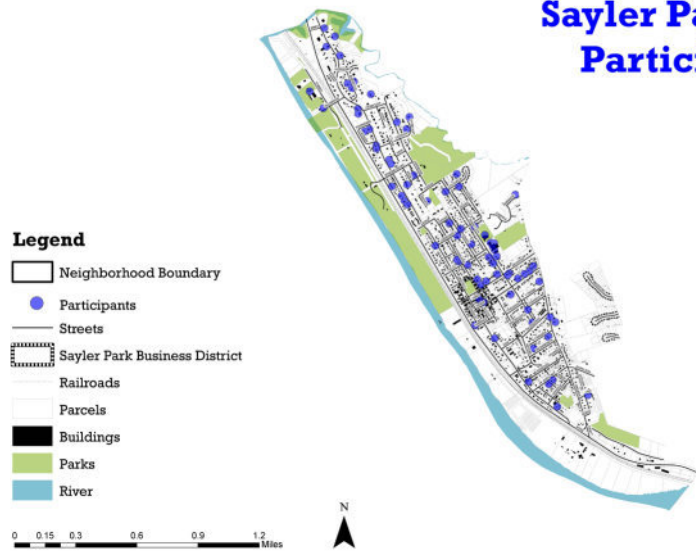 Sayler Pa
Partici
Legend
Neighborhood Boundary
Participants
Streets
Sayler Park Business District
Railroads
Parcels
Buildings
Parks
River
N
0 0.15 0.3 0.6 0.9 1.2
Miles